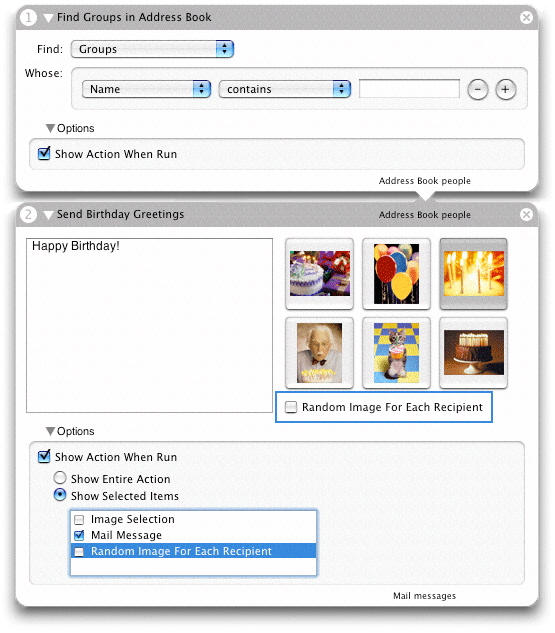 1 Find Groups in Address Book
Find: Groups
Whose:
Name contains
Options
Show Action When Run
Address Book people
2 Send Birthday Greetings Address Book people
Happy Birthday!
Random Image For Each Recipient
Options
Show Action When Run
Show Entire Action
Show Selected Items
Image Selection
Mail Message
Random Image For Each Recipient
Mail messages